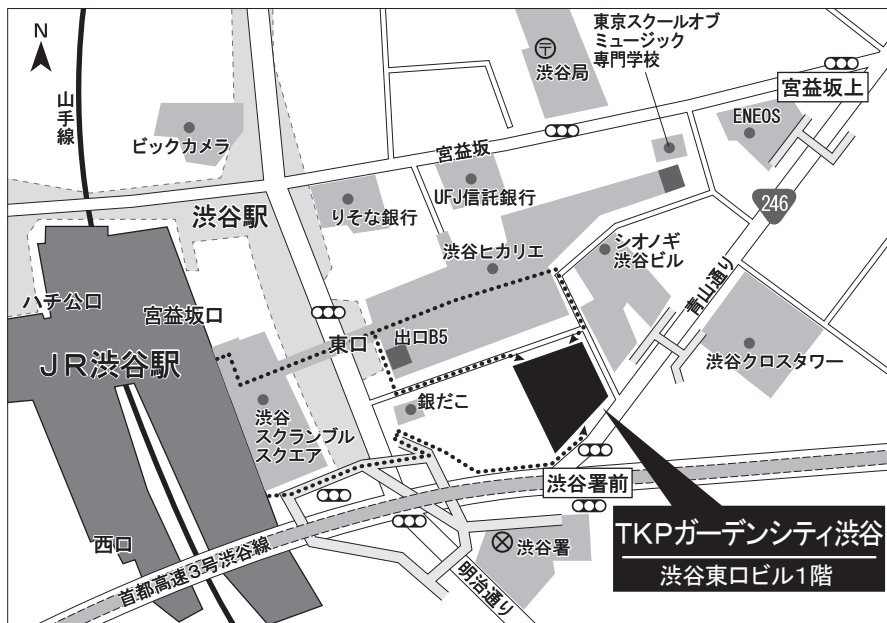 N
山手線
ビックカメラ
東京スクールオブ
ミュージック
専門学校
渋谷局
宮益坂上
ENEOS
宮益坂
246
渋谷駅
りそな銀行
UFJ信託銀行
シオノギ
渋谷ビル
渋谷ヒカリエ
青山通り
ハチ公口
宮益坂口
東口
出口B5
JR渋谷駅
渋谷クロスタワー
銀だこ
渋谷
スクランブル
スクエア
渋谷署前
西口
首都高速3号渋谷線
渋谷署
明治通り
TKPガーデンシティ渋谷
渋谷東口ビル1階